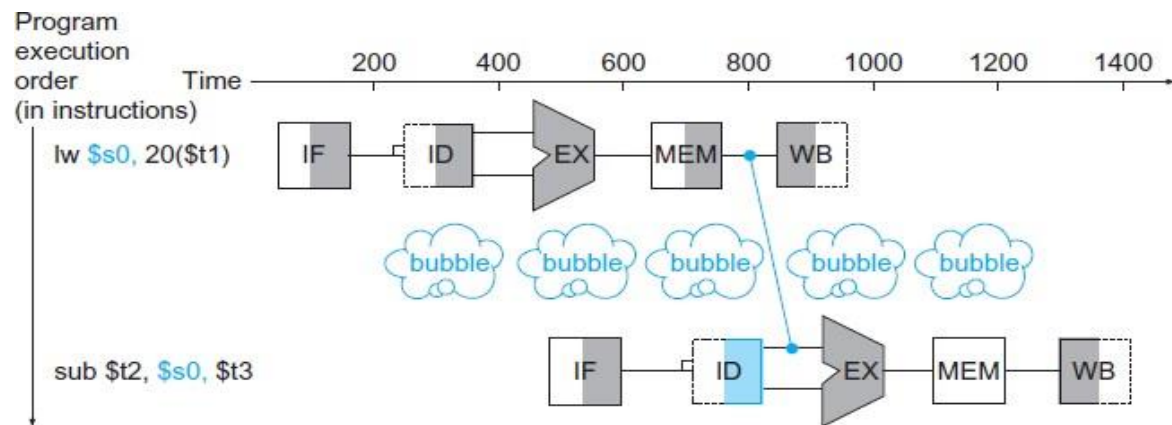 Program
execution
order
(in instructions)
Time
200 400 600 800 1000 1200 1400
lw $s0, 20($t1)
IF ID EX MEM WB
bubble bubble bubble bubble bubble
sub $t2, $s0, $t3
IF ID EX MEM WB